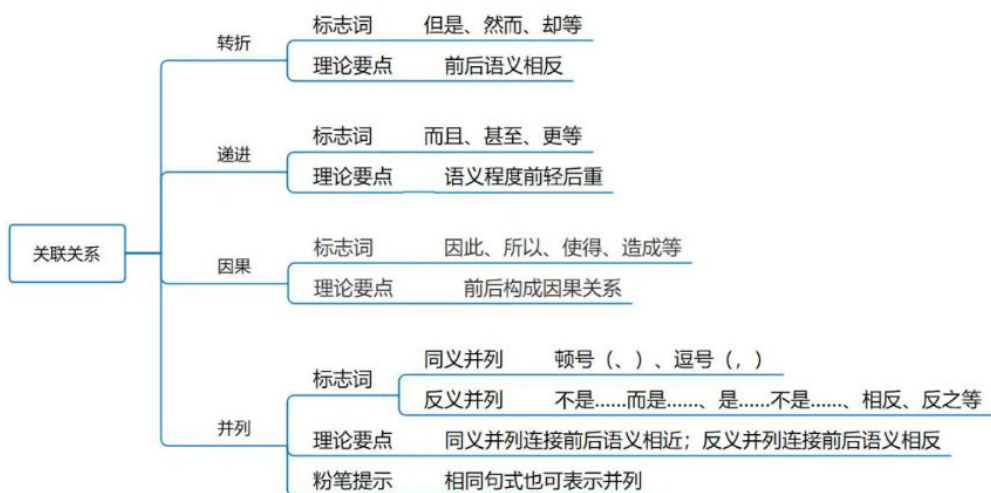 关联关系
转折
标志词 但是、然而、却等
理论要点 前后语义相反
递进
标志词 而且、甚至、更等
理论要点 语义程度前轻后重
因果
标志词 因此、所以、使得、造成等
理论要点 前后构成因果关系
并列
标志词
同义并列 顿号（、）、逗号（，）
反义并列 不是......而是......、是......不是......、相反、反之等
理论要点 同义并列连接前后语义相近；反义并列连接前后语义相反
粉笔提示 相同句式也可表示并列